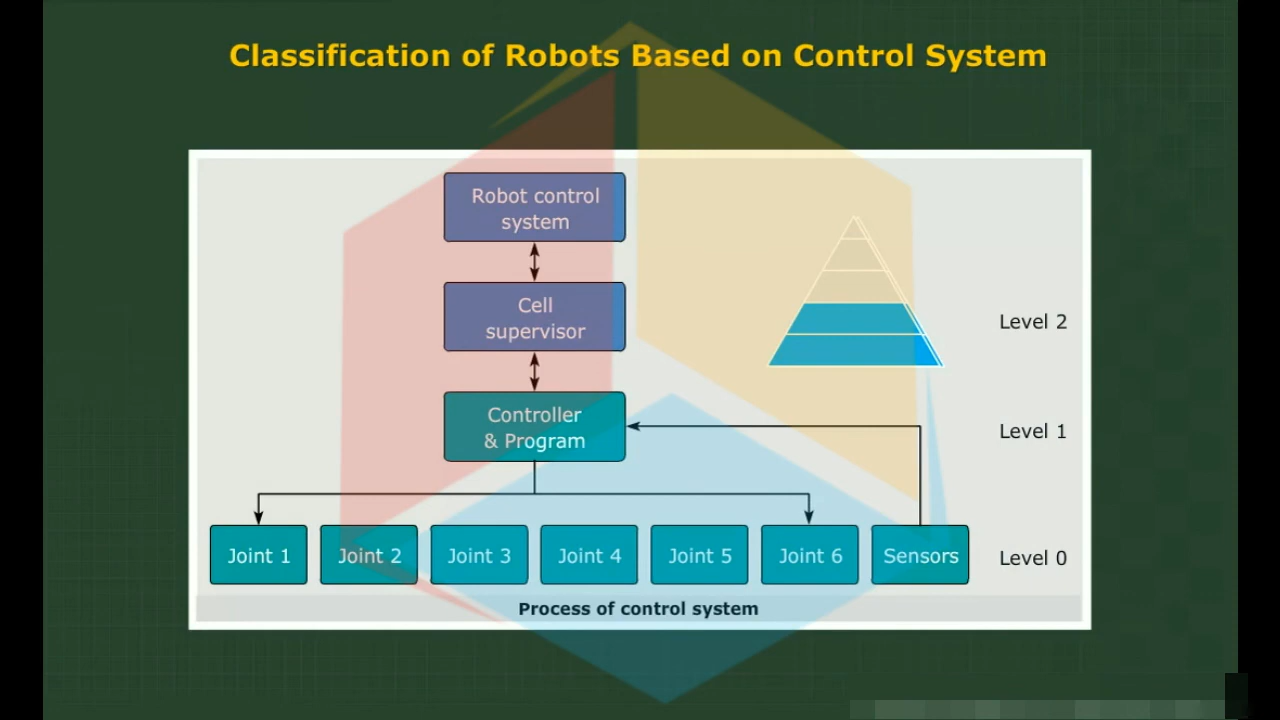 Classification of Robots Based on Control System
Robot control
system
Cell
supervisor
Level 2
Controller
& Program
Level 1
Joint 1
Joint 2
Joint 3
Joint 4
Joint 5
Joint 6
Sensors
Level 0
Process of control system